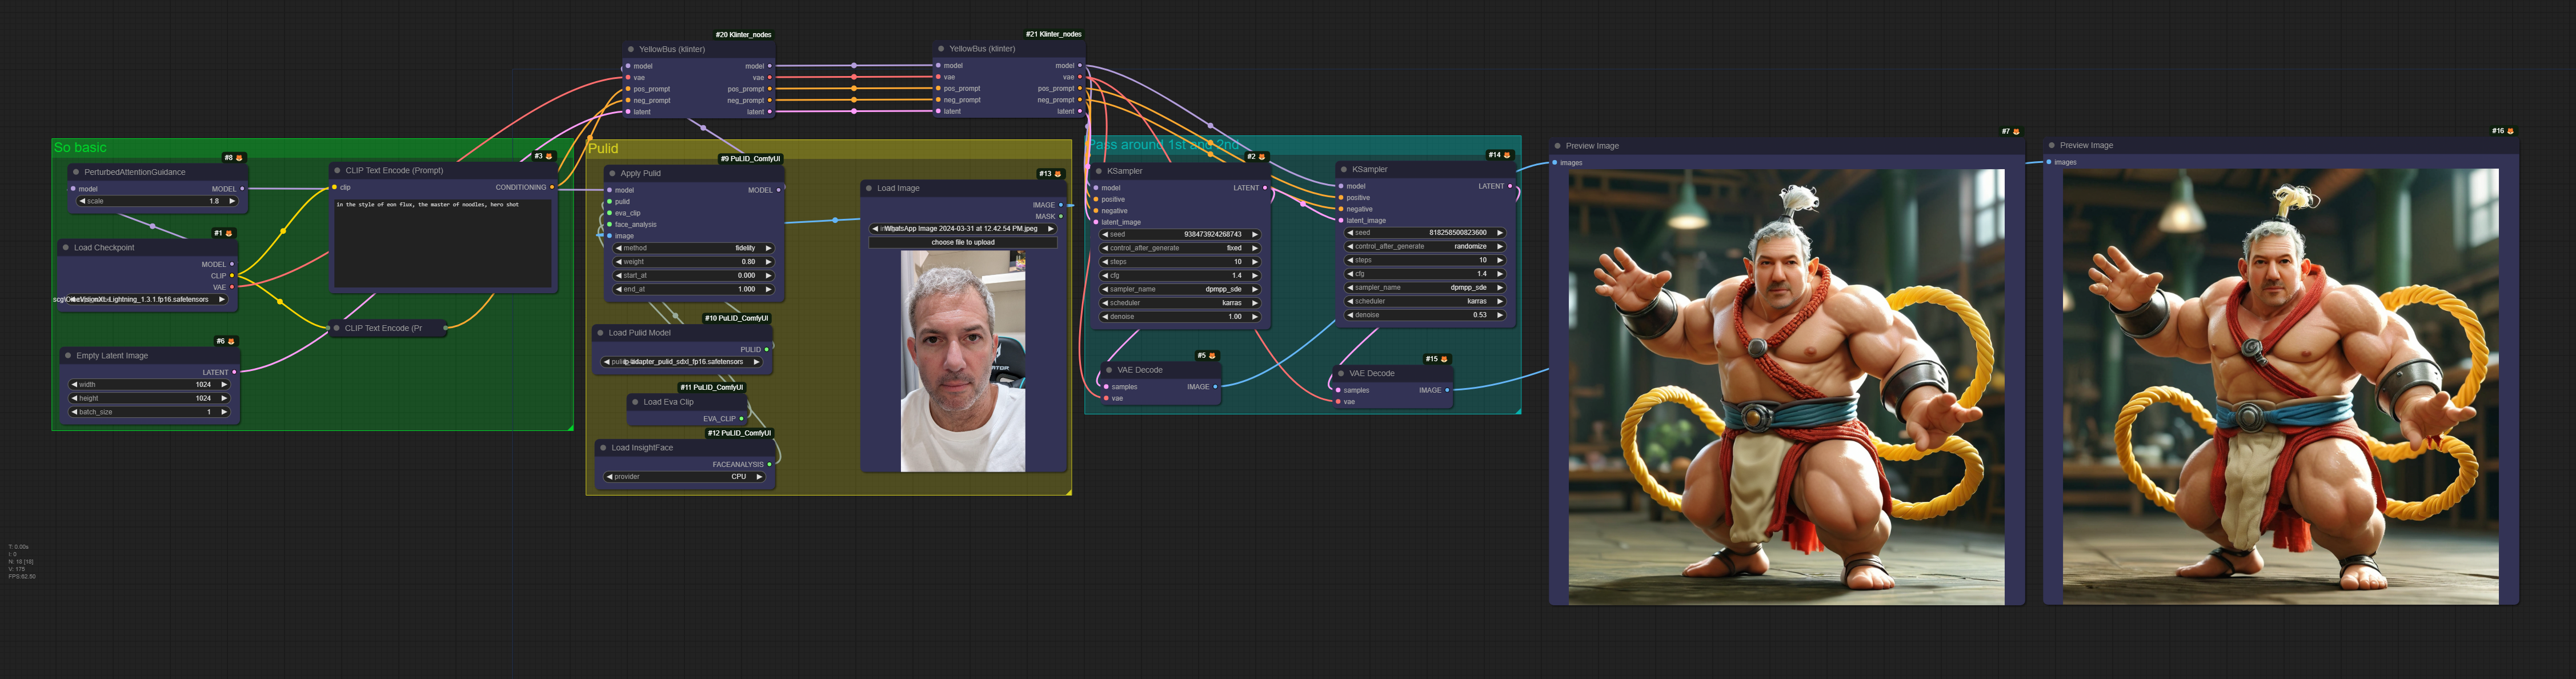 #20 Klinter_nodes
YellowBus (klinter)
model model
vae vae
pos_prompt pos_prompt
neg_prompt neg_prompt
latent latent
#21 Klinter_nodes
YellowBus (klinter)
model model
vae vae
pos_prompt pos_prompt
neg_prompt neg_prompt
latent latent
So basic
#8
PerturbedAttentionGuidance
model MODEL
scale 1.8
#1
Load Checkpoint
MODEL
CLIP
VAE
Lightning_1.3.1.fp16.safetensors
#6
Empty Latent Image
LATENT
width 1024
height 1024
batch_size 1
#3
CLIP Text Encode (Prompt)
clip CONDITIONING
in the style of eon flux, the master of noodles, hero shot
CLIP Text Encode (Pr
Pulid
#9 PuLID_ComfyUI
Apply Pulid
model MODEL
pulid
eva_clip
face_analysis
image
method fidelity
weight 0.80
start_at 0.000
end_at 1.000
#10 PuLID_ComfyUI
Load Pulid Model
PULID
adapter_pulid_sdxl_fp16.safetensors
#11 PuLID_ComfyUI
Load Eva Clip
EVA_CLIP
#12 PuLID_ComfyUI
Load InsightFace
FACEANALYSIS
provider CPU
#13
Load Image
IMAGE
MASK
WhatsApp Image 2024-03-31 at 12.42.54 PM.jpeg
choose file to upload
Pass around 1st and 2nd
#2
KSampler
model LATENT
positive
negative
latent_image
seed 938473924268743
control_after_generate fixed
steps 10
cfg 1.4
sampler_name dpmpp_sde
scheduler karras
denoise 1.00
#5
VAE Decode
samples IMAGE
vae
#14
KSampler
model LATENT
positive
negative
latent_image
seed 818258500823600
control_after_generate randomize
steps 10
cfg 1.4
sampler_name dpmpp_sde
scheduler karras
denoise 0.53
#15
VAE Decode
samples IMAGE
vae
#7
Preview Image
images
#16
Preview Image
images
T: 0.00s
I: 0
N: 16 [16]
V: 175
FPS:62.50